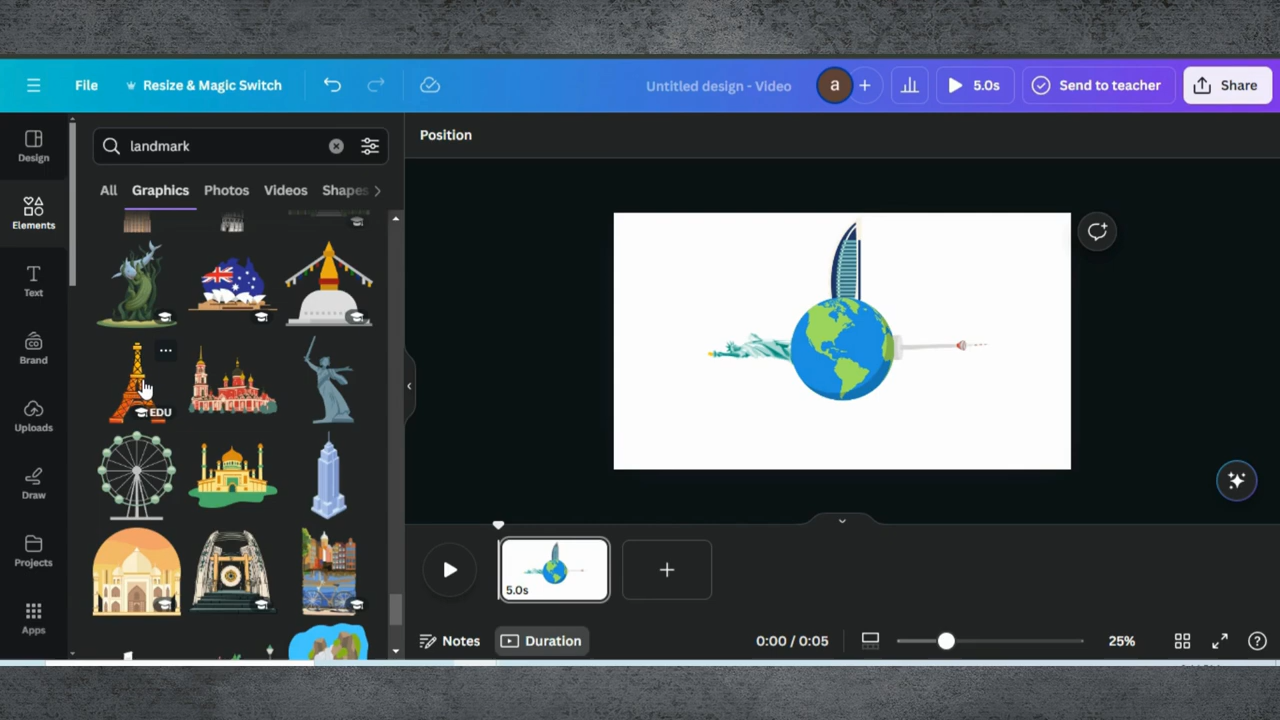 File
Resize & Magic Switch
Untitled design - Video
a
5.0s
Send to teacher
Share
Design
Elements
Text
Brand
Uploads
Draw
Projects
Apps
landmark
All
Graphics
Photos
Videos
Shapes
EDU
Position
5.0s
Notes
Duration
0:00 / 0:05
25%